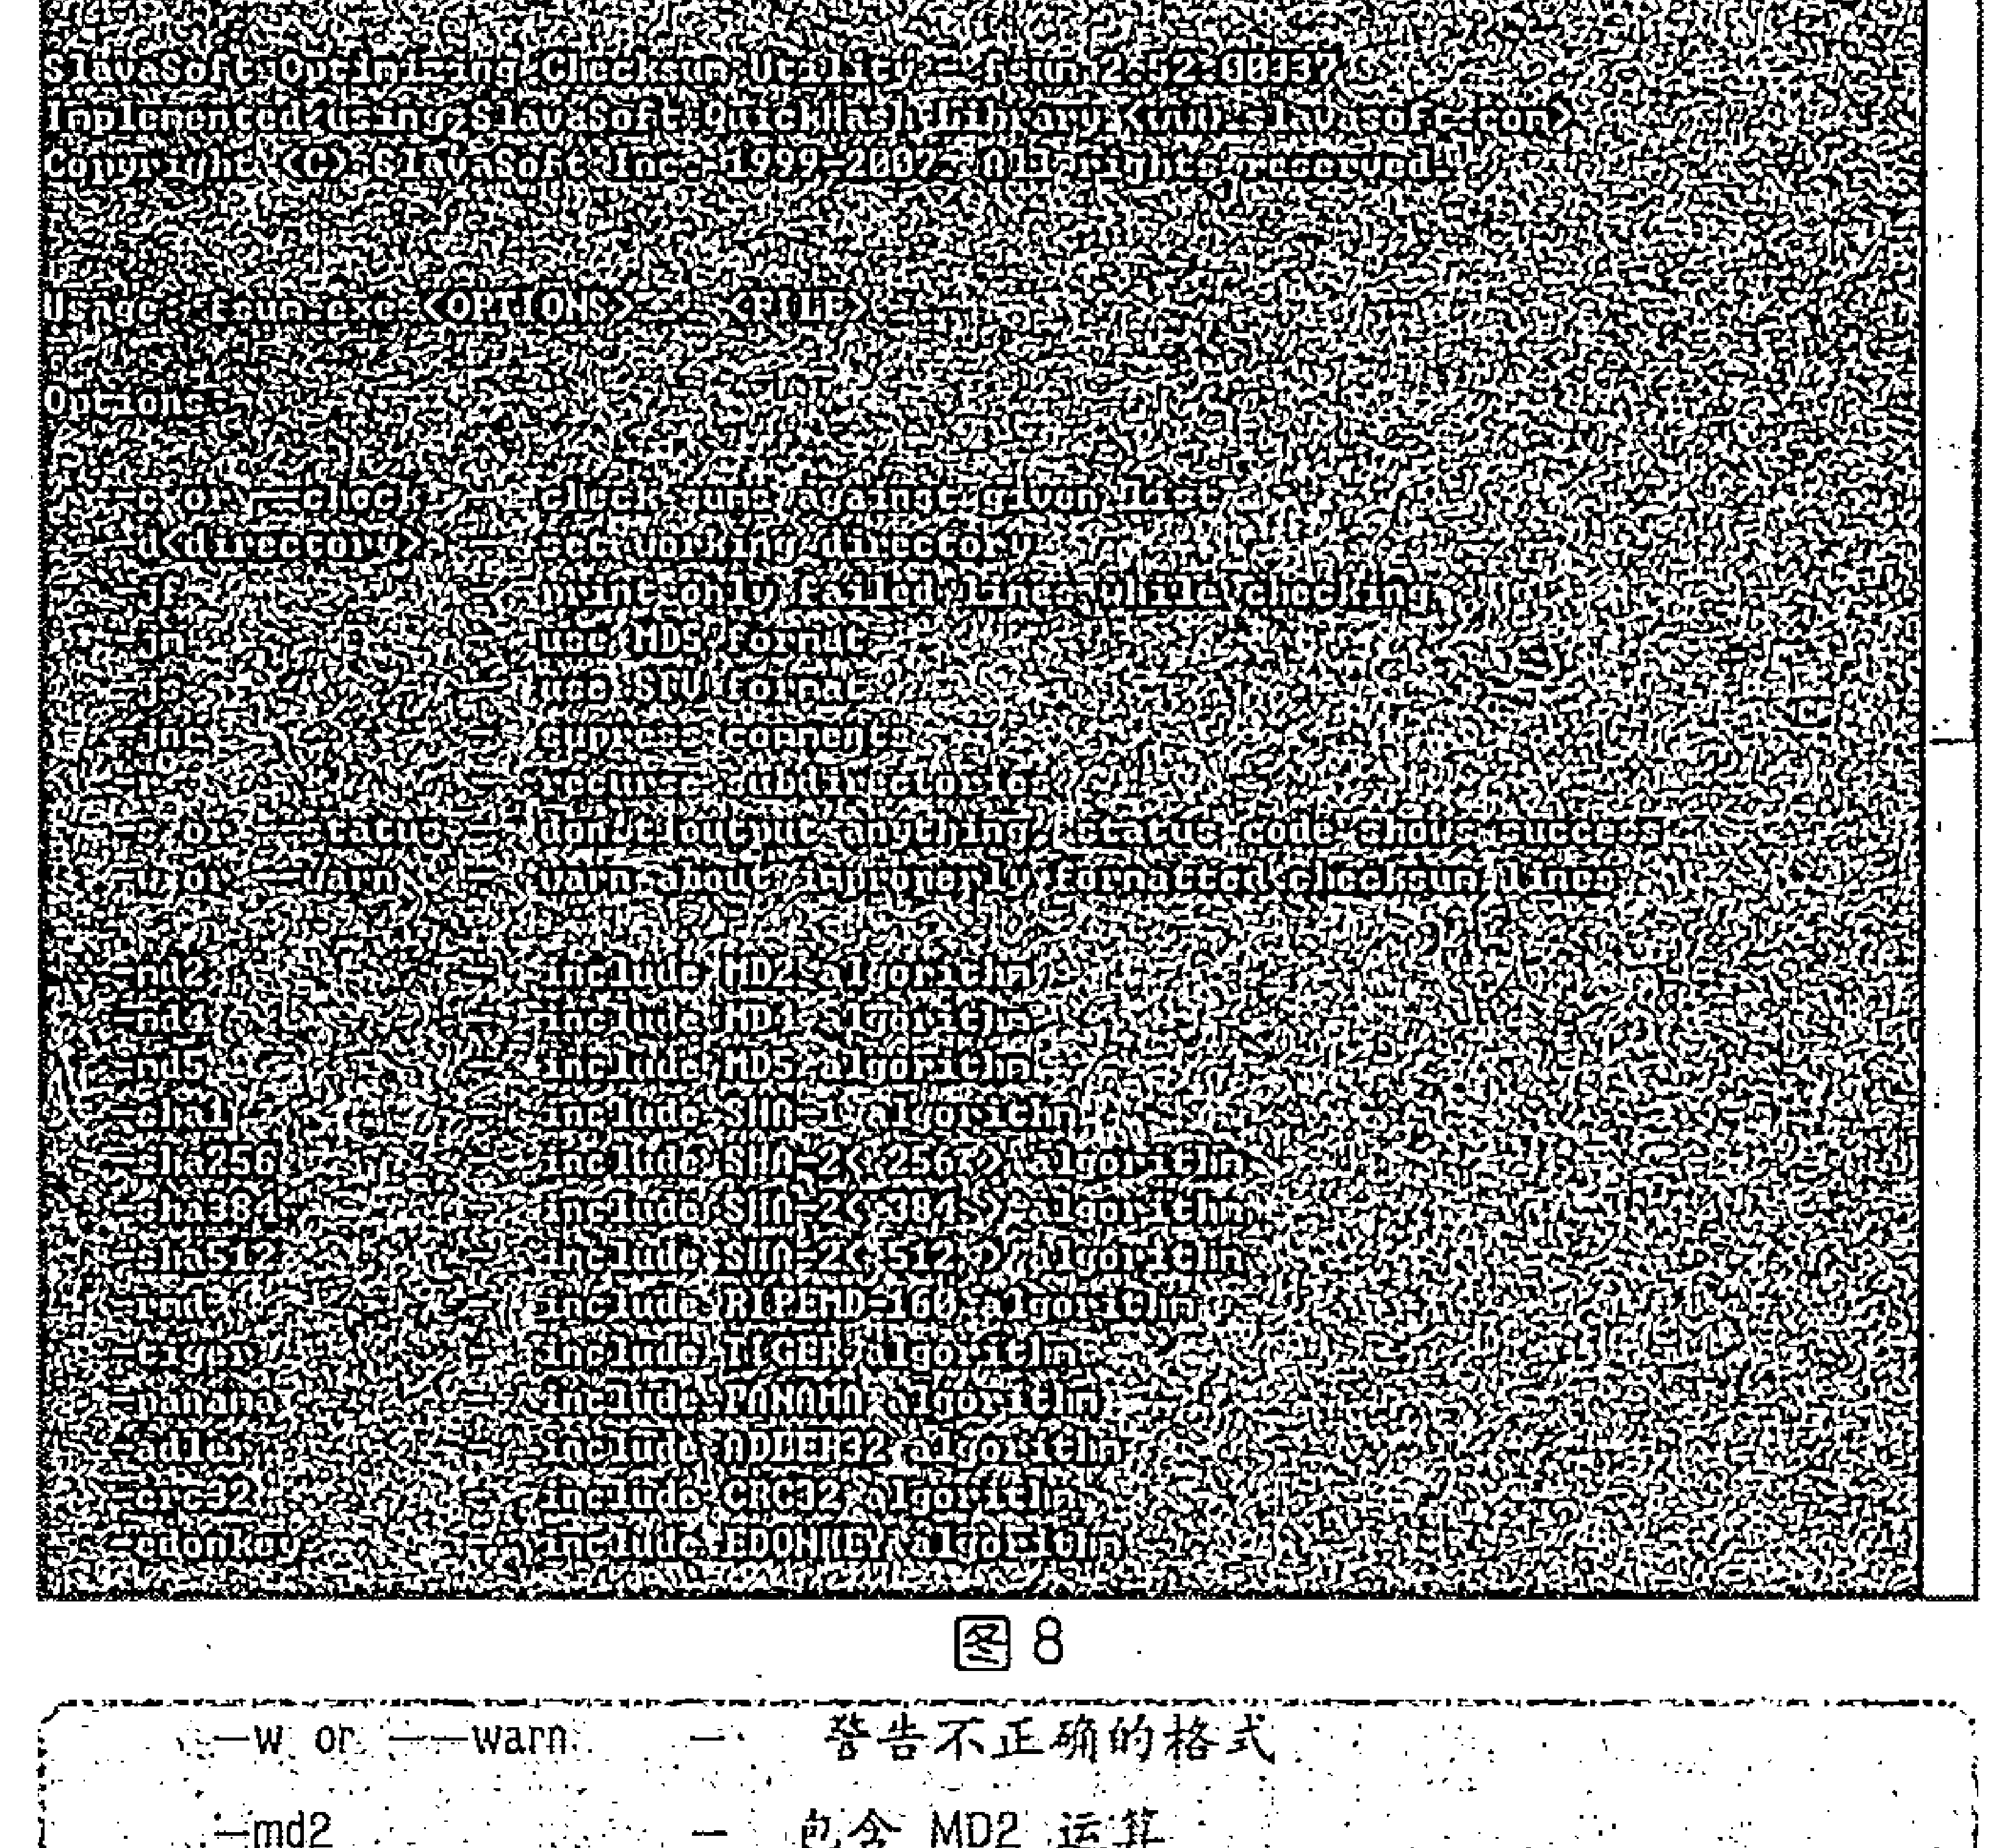 SlavaSoft Optimizing Checksum Utility - fsum 2.52.00337
Implemented using SlavaSoft QuickHash Library <www.slavasoft.com>
Copyright (C) SlavaSoft Inc. 1999-2007. All rights reserved.
Usage: fsum.exe <OPTIONS> <FILE>
Options:
-c or --check - check sums against given list
-d<directory> - set working directory
-jf - print only failed lines while checking
-jm - use MD5 format
-js - use SFV format
-jnc - supress comments
- recurse subdirectories
-s or --status - don't output anything, status code shows success
-w or --warn - warn about improperly formatted checksum lines
-md2 - include MD2 algorithm
-md4 - include MD4 algorithm
-md5 - include MD5 algorithm
-sha1 - include SHA-1 algorithm
-sha256 - include SHA-2( 256 ) algorithm
-sha384 - include SHA-2( 384 ) algorithm
-sha512 - include SHA-2( 512 ) algorithm
-rmd - include RIPEMD-160 algorithm
-tiger - include TIGER algorithm
-panama - include PANAMA algorithm
-adler - include ADLER32 algorithm
-crc32 - include CRC32 algorithm
-edonkey - include EDONKEY algorithm
图 8
—w or ——warn — 警告不正确的格式
—md2 — 包含 MD2 运算